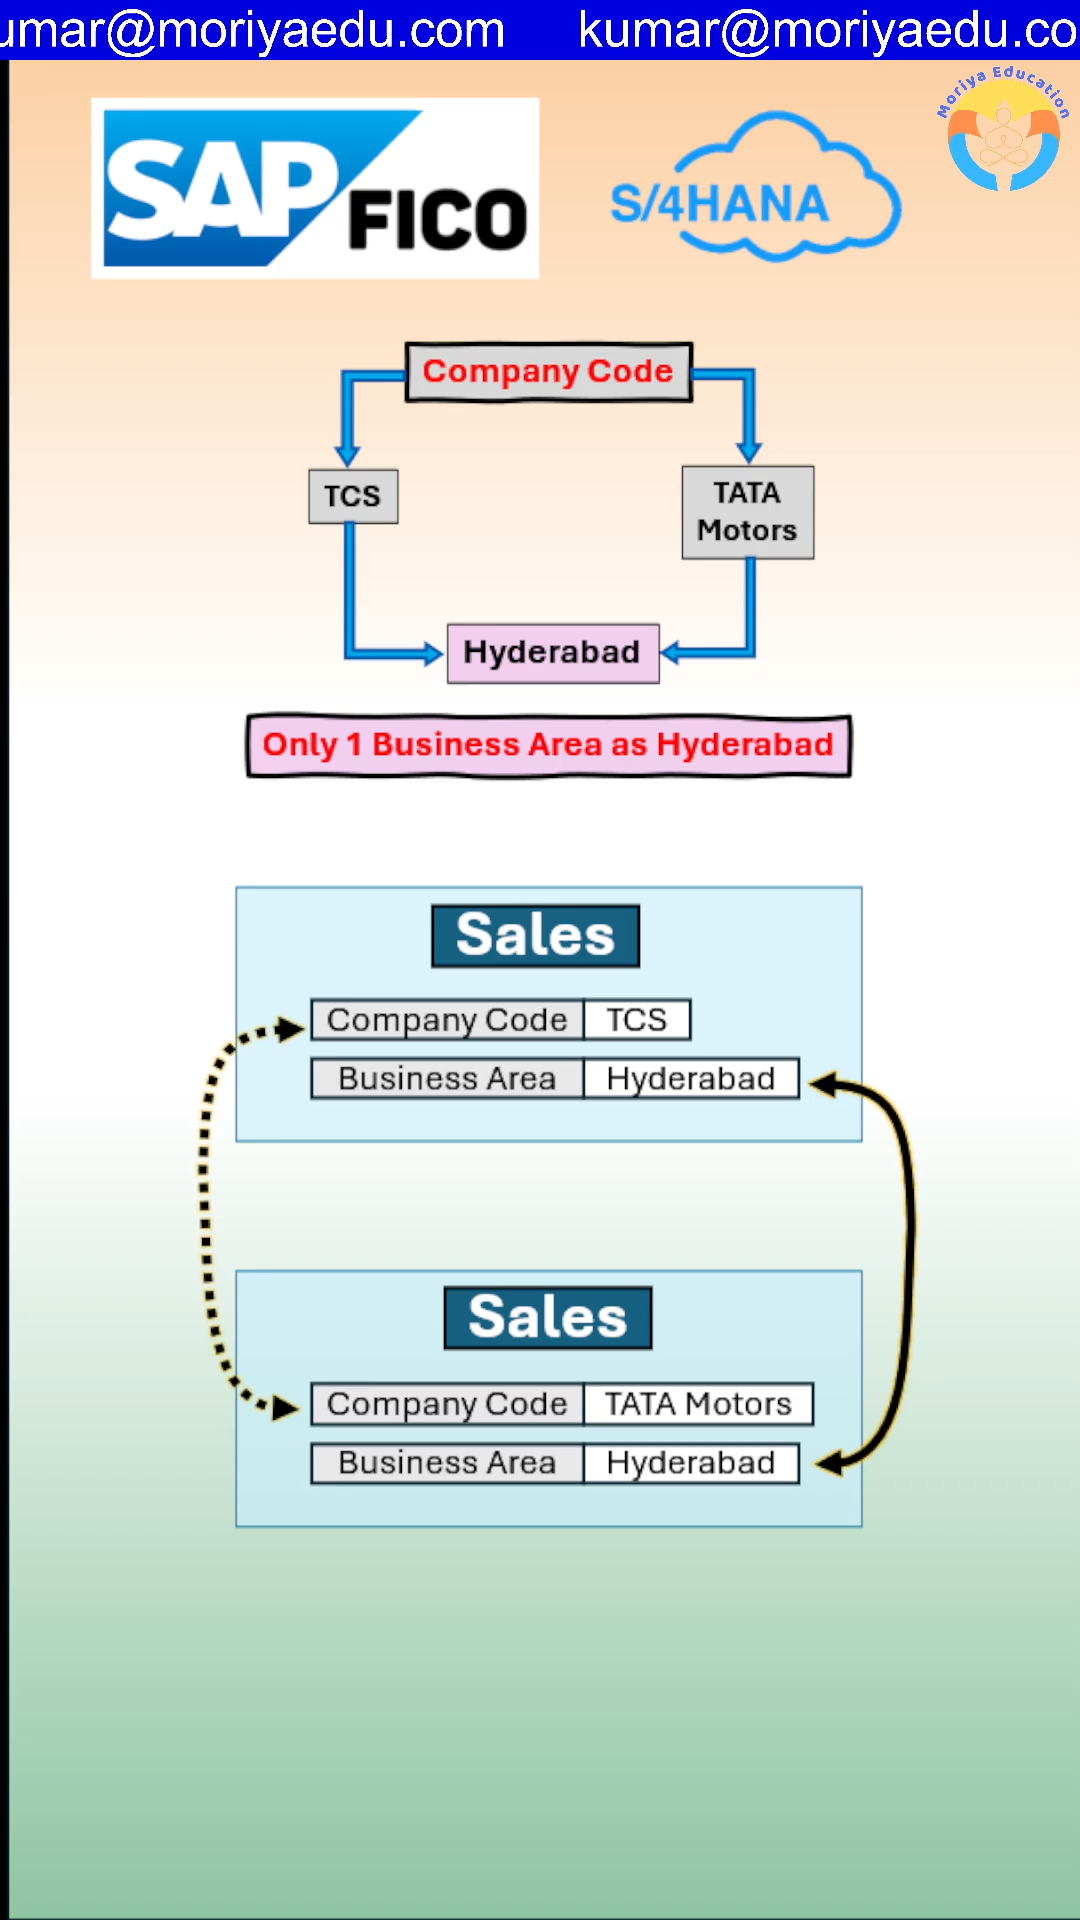 umar@moriyaedu.com kumar@moriyaedu.co
Moriya Education
SAP FICO
S/4HANA
Company Code
TCS
TATA
Motors
Hyderabad
Only 1 Business Area as Hyderabad
Sales
Company Code TCS
Business Area Hyderabad
Sales
Company Code TATA Motors
Business Area Hyderabad